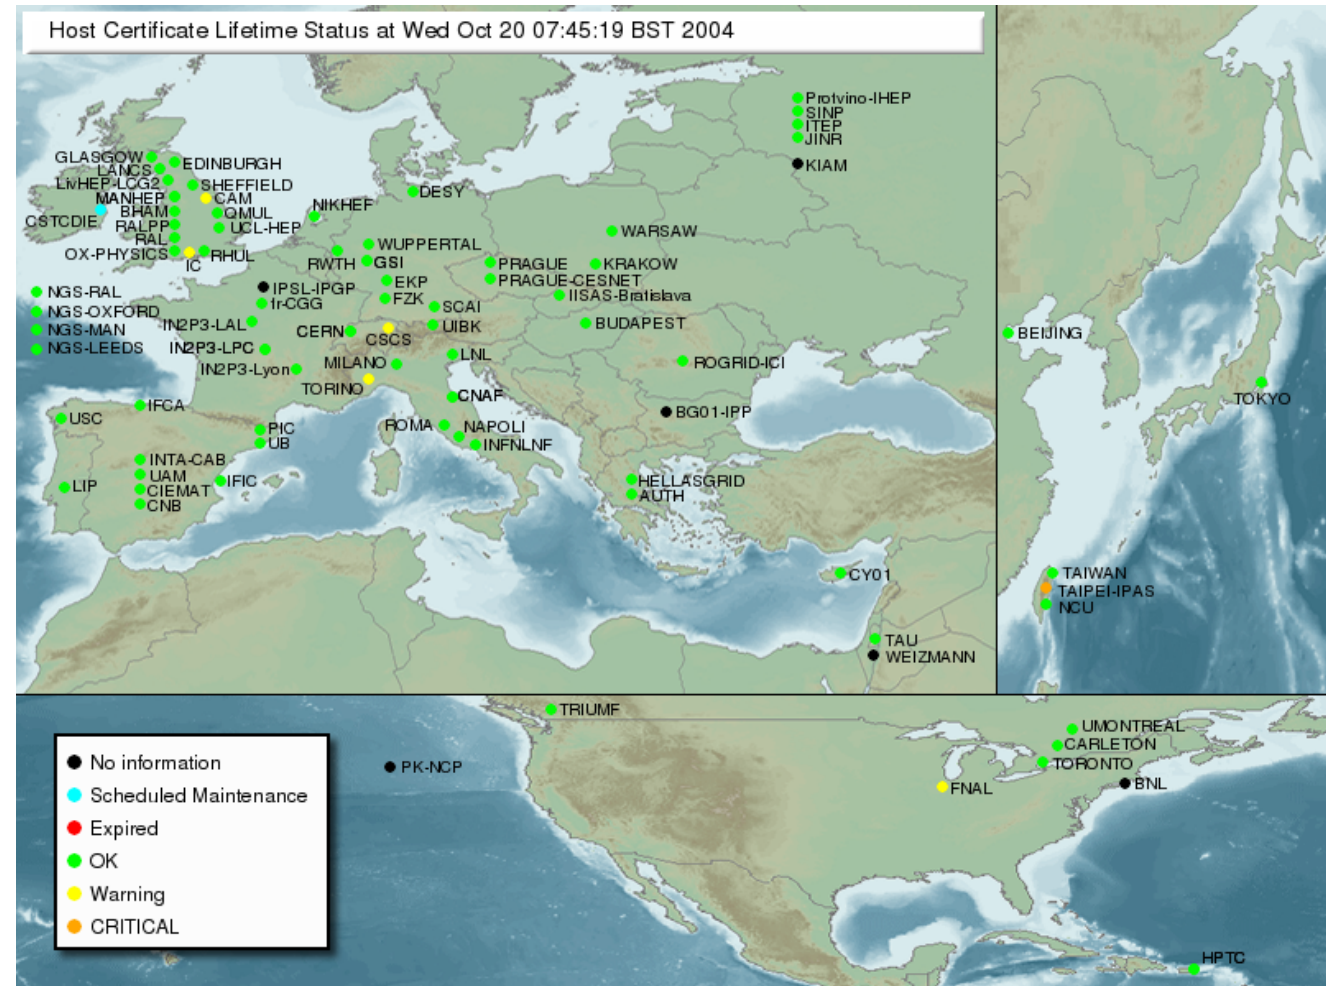 Host Certificate Lifetime Status at Wed Oct 20 07:45:19 BST 2004
Protvino-IHEP
SINP
ITEP
JINR
KIAM
GLASGOW
EDINBURGH
LANCS
LivHEP-LCG2
SHEFFIELD
MANHEP
CAM
BHAM
QMUL
CSTCDIE
RALPP
UCL-HEP
RAL
OX-PHYSICS
IC
RHUL
NIKHEF
DESY
WARSAW
WUPPERTAL
RWTH
GSI
PRAGUE
KRAKOW
PRAGUE-CESNET
EKP
IPSL-IPGP
FZK
IISAS-Bratislava
fr-CGG
SCAI
NGS-RAL
NGS-OXFORD
NGS-MAN
NGS-LEEDS
IN2P3-LAL
CERN
UIBK
BUDAPEST
CSCS
IN2P3-LPC
LNL
IN2P3-Lyon
MILANO
ROGRID-ICI
TORINO
CNAF
IFCA
BG01-IPP
USC
PIC
ROMA
NAPOLI
UB
INFNLNF
INTA-CAB
UAM
IFIC
HELLASGRID
LIP
CIEMAT
AUTH
CNB
CY01
TAU
WEIZMANN
BEIJING
TOKYO
TAIWAN
TAIPEI-IPAS
NCU
TRIUMF
UMONTREAL
CARLETON
TORONTO
PK-NCP
FNAL
BNL
HPTC
No information
Scheduled Maintenance
Expired
OK
Warning
CRITICAL